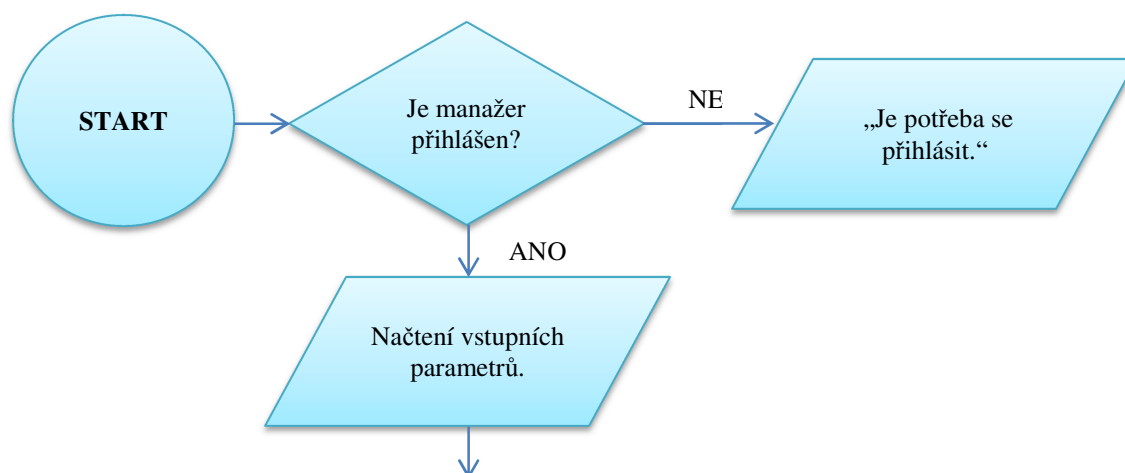 START
Je manažer
přihlášen?
NE
„Je potřeba se
přihlásit.“
ANO
Načtení vstupních
parametrů.